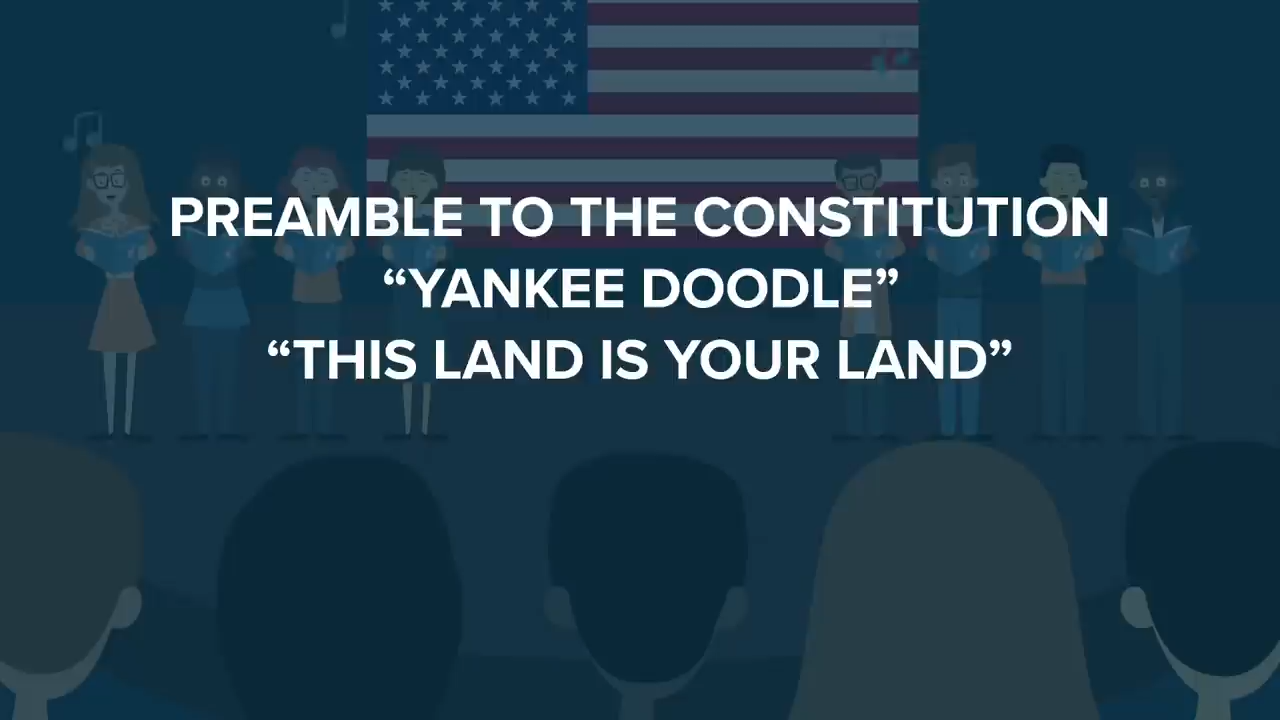 PREAMBLE TO THE CONSTITUTION
“YANKEE DOODLE”
“THIS LAND IS YOUR LAND”